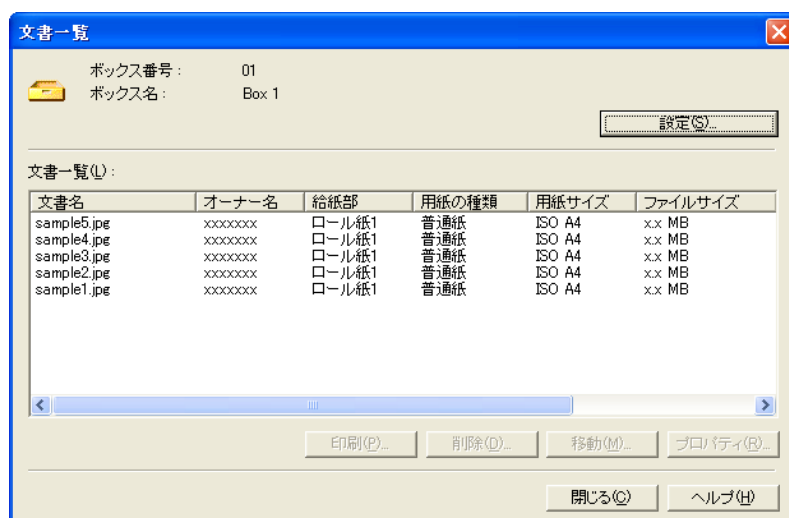 文書一覧
ボックス番号： 01
ボックス名： Box 1
設定(S)...
文書一覧(L)：
文書名 オーナー名 給紙部 用紙の種類 用紙サイズ ファイルサイズ
sample5.jpg xxxxxxx ロール紙1 普通紙 ISO A4 x.x MB
sample4.jpg xxxxxxx ロール紙1 普通紙 ISO A4 x.x MB
sample3.jpg xxxxxxx ロール紙1 普通紙 ISO A4 x.x MB
sample2.jpg xxxxxxx ロール紙1 普通紙 ISO A4 x.x MB
sample1.jpg xxxxxxx ロール紙1 普通紙 ISO A4 x.x MB
印刷(P)... 削除(D)... 移動(M)... プロパティ(R)...
閉じる(C) ヘルプ(H)